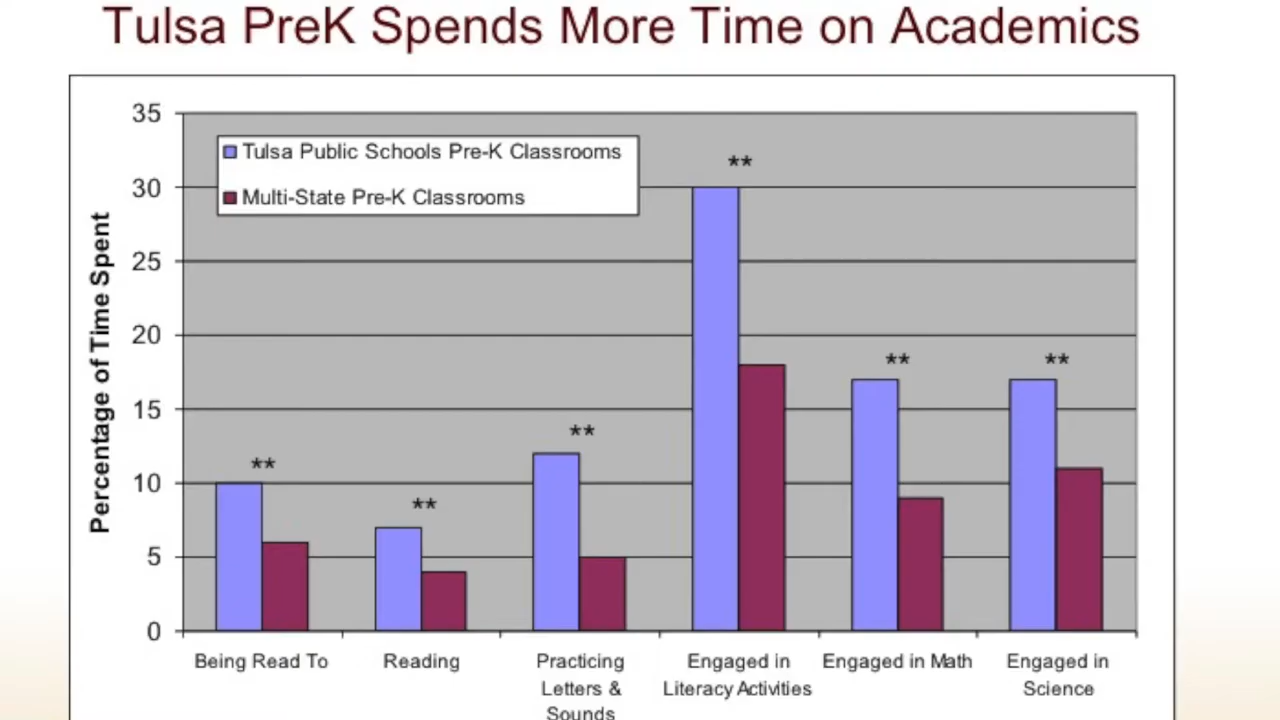 Tulsa PreK Spends More Time on Academics
35
30
25
20
15
10
5
0
Percentage of Time Spent
Tulsa Public Schools Pre-K Classrooms
Multi-State Pre-K Classrooms
**
**
**
**
**
**
Being Read To
Reading
Practicing
Letters &
Sounds
Engaged in
Literacy Activities
Engaged in Math
Engaged in
Science